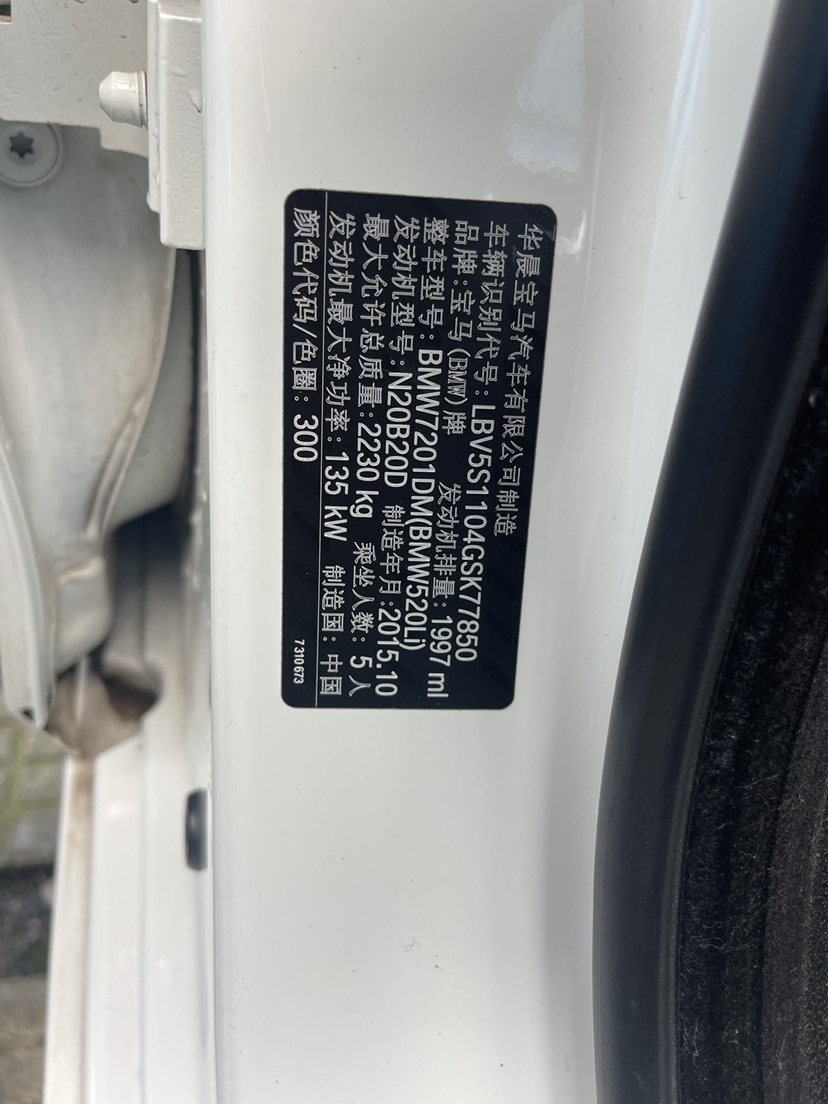 华晨宝马汽车有限公司制造
车辆识别代号: LBV5S1104GSK77850
品牌: 宝马(BMW)牌 发动机排量: 1997 ml
整车型号: BMW7201DM(BMW520Li)
发动机型号: N20B20D 制造年月: 2015.10
最大允许总质量: 2230 kg 乘坐人数: 5 人
发动机最大净功率: 135 kW 制造国: 中国
颜色代码/色圈: 300
7310673